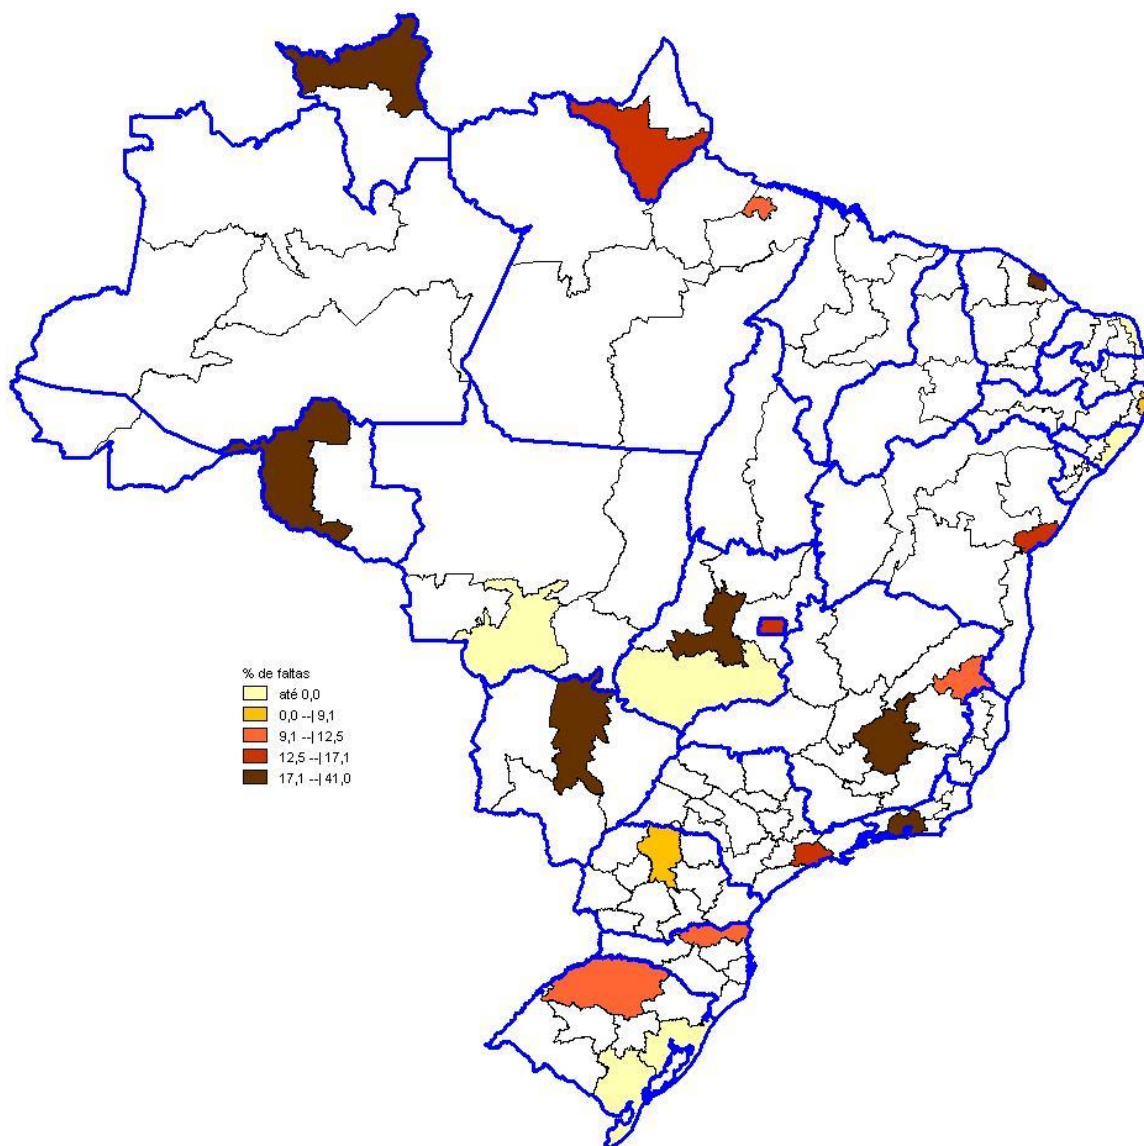 % de faltas
até 0,0
0,0 --| 9,1
9,1 --| 12,5
12,5 --| 17,1
17,1 --| 41,0